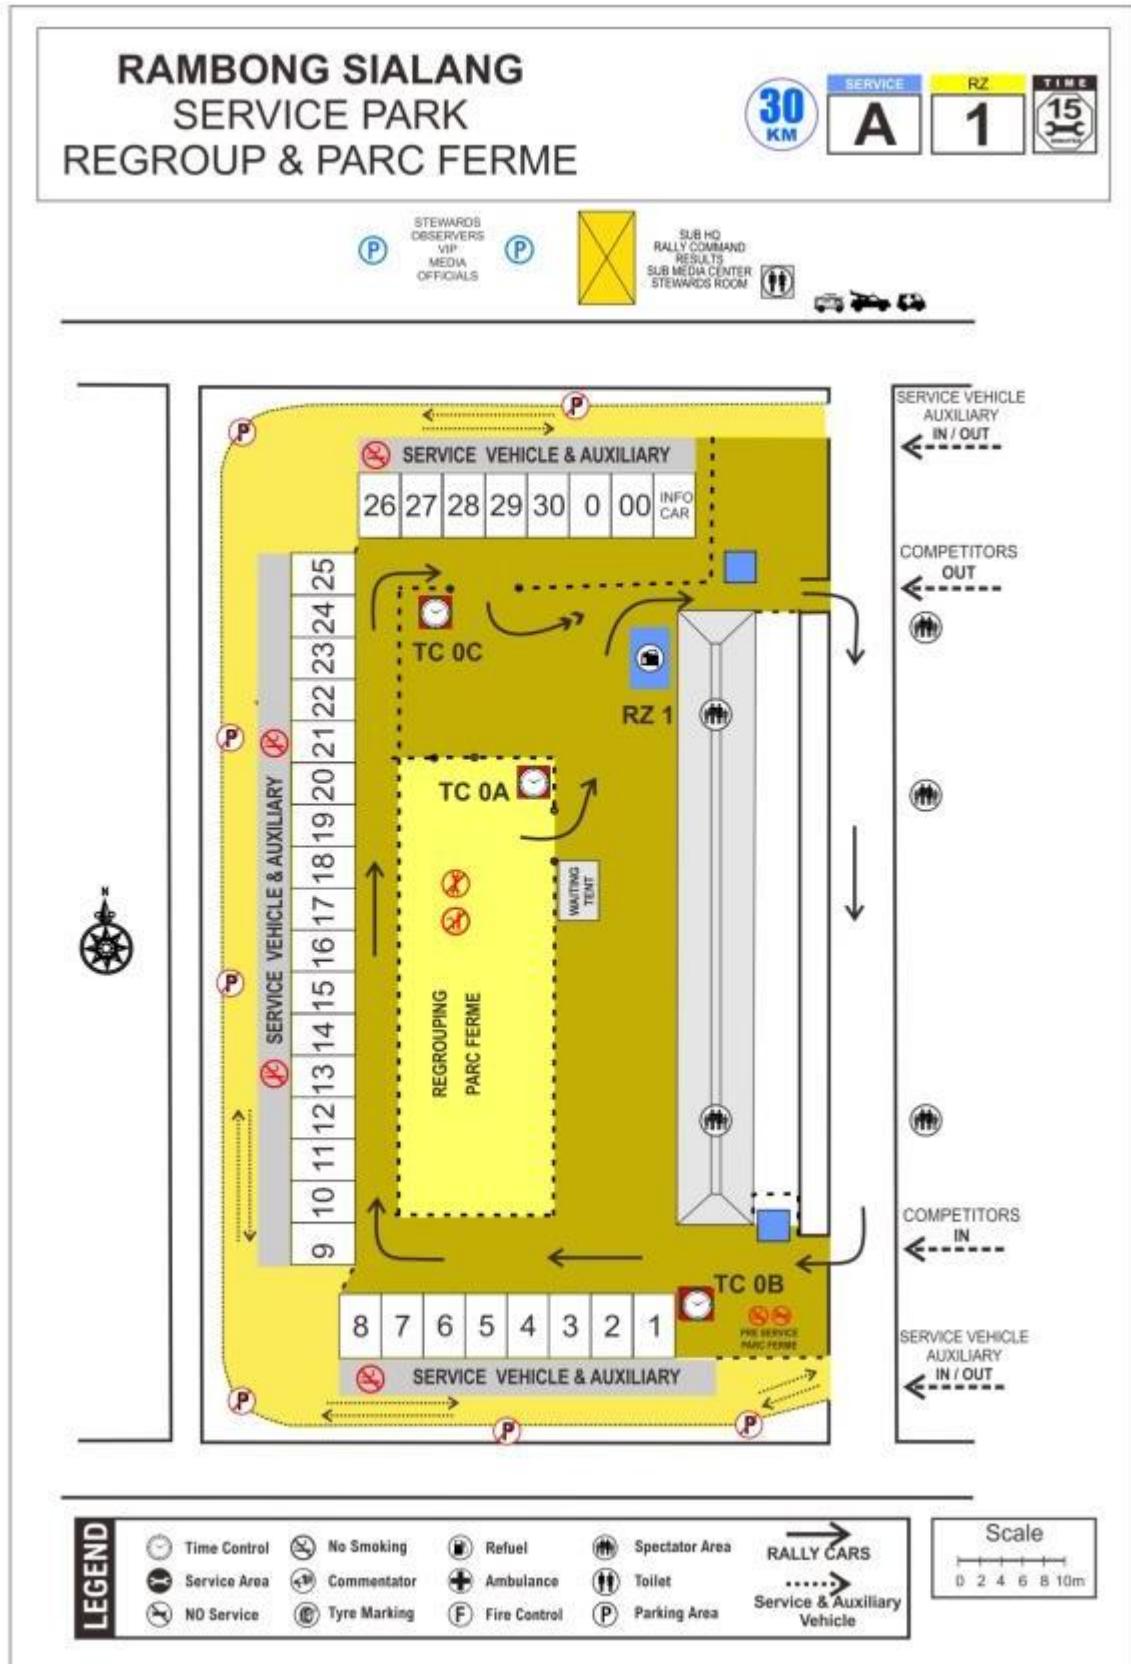 RAMBONG SIALANG
SERVICE PARK
REGROUP & PARC FERME
30
KM
SERVICE
A
RZ
1
TIME
15
MINUTES
P
STEWARDS
OBSERVERS
VIP
MEDIA
OFFICIALS
P
SUB HQ
RALLY COMMAND
RESULTS
SUB MEDIA CENTER
STEWARDS ROOM
SERVICE VEHICLE
AUXILIARY
IN / OUT
P
P
SERVICE VEHICLE & AUXILIARY
26 27 28 29 30 0 00 INFO
CAR
COMPETITORS
OUT
25
24
23
22
21
20
19
18
17
16
15
14
13
12
11
10
9
TC 0C
RZ 1
P
TC 0A
SERVICE VEHICLE & AUXILIARY
WAITING
TENT
N
P
REGROUPING
PARC FERME
COMPETITORS
IN
TC 0B
8 7 6 5 4 3 2 1
PRE SERVICE
PARC FERME
SERVICE VEHICLE
AUXILIARY
IN / OUT
SERVICE VEHICLE & AUXILIARY
P
P
P
LEGEND
Time Control
No Smoking
Refuel
Spectator Area
RALLY CARS
Service Area
Commentator
Ambulance
Toilet
Service & Auxiliary
Vehicle
NO Service
Tyre Marking
F
Fire Control
P
Parking Area
Scale
0 2 4 6 8 10m